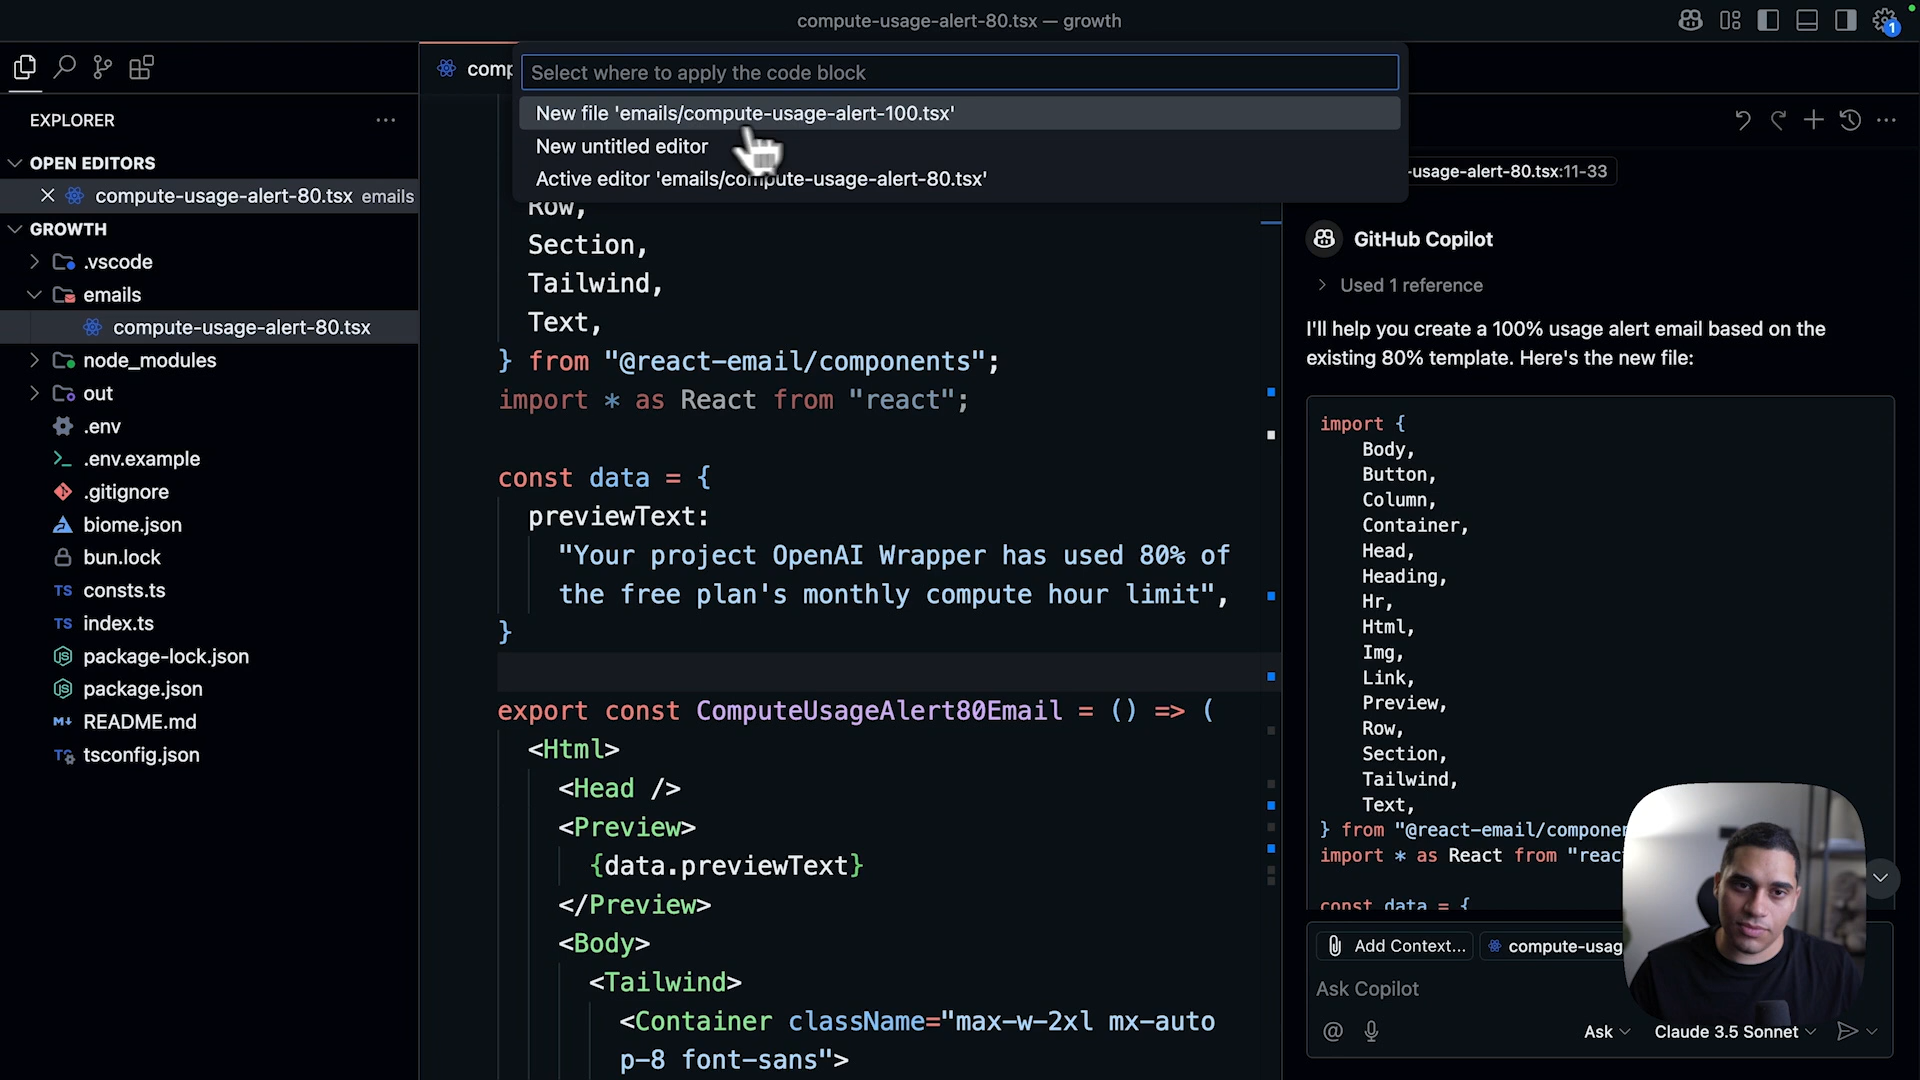 compute-usage-alert-80.tsx — growth
1
EXPLORER
OPEN EDITORS
compute-usage-alert-80.tsx emails
GROWTH
.vscode
emails
compute-usage-alert-80.tsx
node_modules
out
.env
.env.example
.gitignore
biome.json
bun.lock
TS consts.ts
TS index.ts
package-lock.json
package.json
README.md
tsconfig.json
comp
Select where to apply the code block
New file 'emails/compute-usage-alert-100.tsx'
New untitled editor
Active editor 'emails/compute-usage-alert-80.tsx'
Row,
Section,
Tailwind,
Text,
} from "@react-email/components";
import * as React from "react";
const data = {
previewText:
"Your project OpenAI Wrapper has used 80% of
the free plan's monthly compute hour limit",
}
export const ComputeUsageAlert80Email = () => (
<Html>
<Head />
<Preview>
{data.previewText}
</Preview>
<Body>
<Tailwind>
<Container className="max-w-2xl mx-auto
p-8 font-sans">
-usage-alert-80.tsx:11-33
GitHub Copilot
Used 1 reference
I'll help you create a 100% usage alert email based on the
existing 80% template. Here's the new file:
import {
Body,
Button,
Column,
Container,
Head,
Heading,
Hr,
Html,
Img,
Link,
Preview,
Row,
Section,
Tailwind,
Text,
} from "@react-email/componen
import * as React from "reac
const data = {
Add Context...
compute-usag
Ask Copilot
@
Ask
Claude 3.5 Sonnet